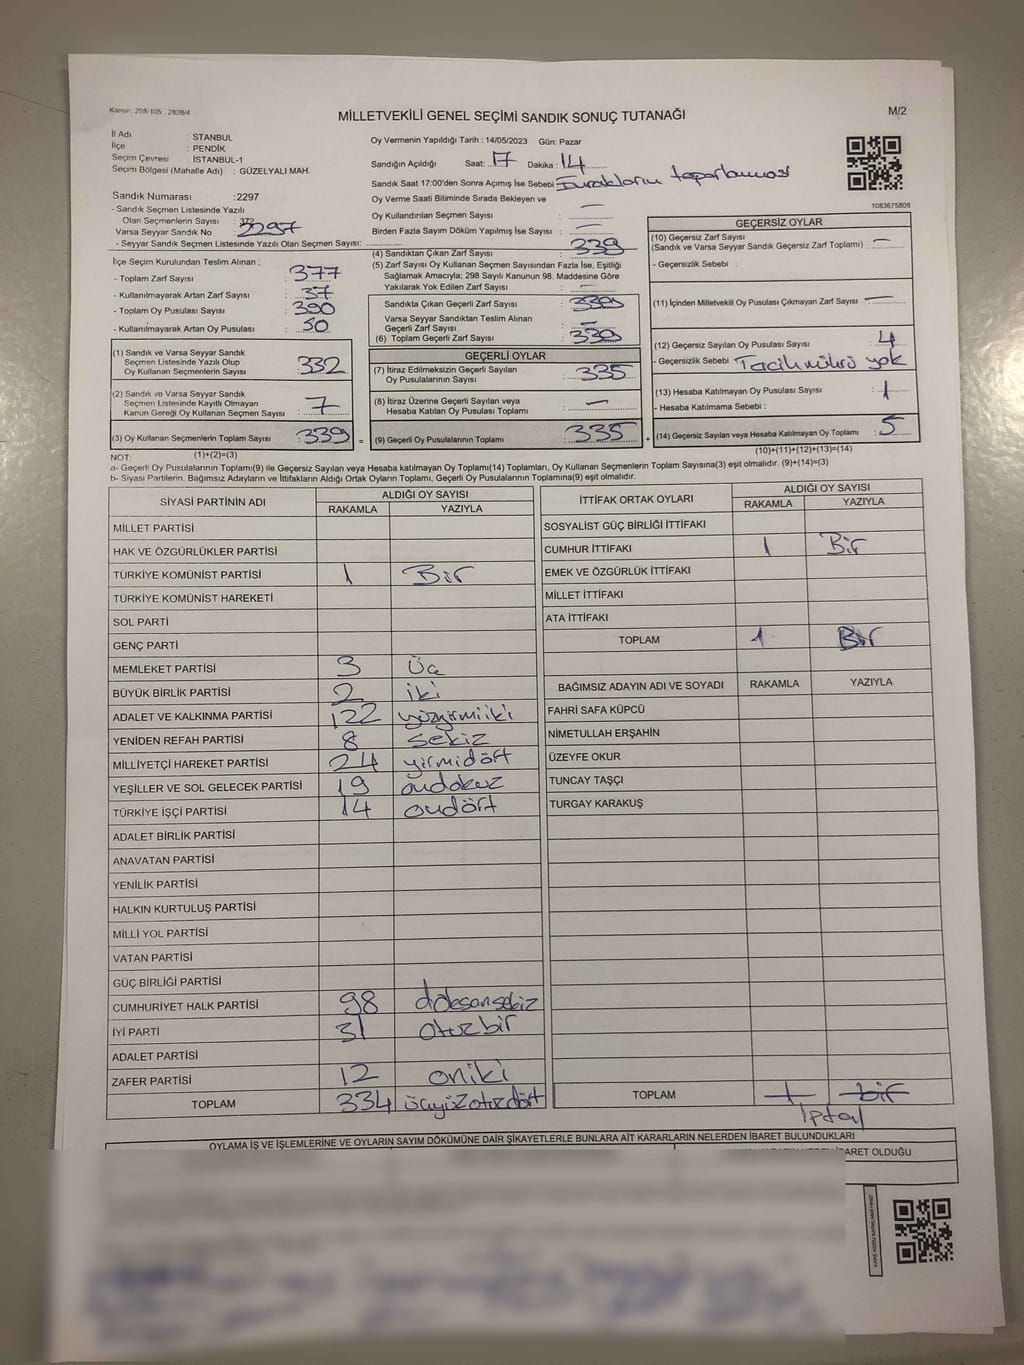 Kanun: 298/105 , 2839/4
MİLLETVEKİLİ GENEL SEÇİMİ SANDIK SONUÇ TUTANAĞI
M/2
İl Adı : STANBUL
İlçe : PENDİK
Seçim Çevresi : İSTANBUL-1
Seçim Bölgesi (Mahalle Adı) : GÜZELYALI MAH.
Sandık Numarası :2297
- Sandık Seçmen Listesinde Yazılı
Olan Seçmenlerin Sayısı : 372
Varsa Seyyar Sandık No : 2297
- Seyyar Sandık Seçmen Listesinde Yazılı Olan Seçmen Sayısı:
Oy Vermenin Yapıldığı Tarih : 14/05/2023 Gün: Pazar
Sandığın Açıldığı Saat: 17 Dakika : 14
Sandık Saat 17:00'den Sonra Açımış İse Sebebi Evrakların toparlanması
Oy Verme Saati Bitiminde Sırada Bekleyen ve
Oy Kullandırılan Seçmen Sayısı : —
Birden Fazla Sayım Döküm Yapılmış İse Sayısı : —
(4) Sandıktan Çıkan Zarf Sayısı : 339
(5) Zarf Sayısı Oy Kullanan Seçmen Sayısından Fazla İse, Eşitliği
Sağlamak Amacıyla; 298 Sayılı Kanunun 98. Maddesine Göre
Yakılarak Yok Edilen Zarf Sayısı : —
1083675808
İlçe Seçim Kurulundan Teslim Alınan :
- Toplam Zarf Sayısı : 377
- Kullanılmayarak Artan Zarf Sayısı : 37
- Toplam Oy Pusulası Sayısı : 390
- Kullanılmayarak Artan Oy Pusulası : 50
(1) Sandık ve Varsa Seyyar Sandık
Seçmen Listesinde Yazılı Olup
Oy Kullanan Seçmenlerin Sayısı : 332
(2) Sandık ve Varsa Seyyar Sandık
Seçmen Listesinde Kayıtlı Olmayan
Kanun Gereği Oy Kullanan Seçmen Sayısı : 7
(3) Oy Kullanan Seçmenlerin Toplam Sayısı : 339 =
(1)+(2)=(3)
Sandıkta Çıkan Geçerli Zarf Sayısı : 339
Varsa Seyyar Sandıktan Teslim Alınan
Geçerli Zarf Sayısı : —
(6) Toplam Geçerli Zarf Sayısı : 339
GEÇERLİ OYLAR
(7) İtiraz Edilmeksizin Geçerli Sayılan
Oy Pusulalarının Sayısı : 335
(8) İtiraz Üzerine Geçerli Sayılan veya
Hesaba Katılan Oy Pusulası Toplamı : —
(9) Geçerli Oy Pusulalarının Toplamı : 335 +
GEÇERSİZ OYLAR
(10) Geçersiz Zarf Sayısı
(Sandık ve Varsa Seyyar Sandık Geçersiz Zarf Toplamı) : —
- Geçersizlik Sebebi :
(11) İçinden Milletvekili Oy Pusulası Çıkmayan Zarf Sayısı : —
(12) Geçersiz Sayılan Oy Pusulası Sayısı : 4
- Geçersizlik Sebebi : Tercih mührü yok
(13) Hesaba Katılmayan Oy Pusulası Sayısı : 1
- Hesaba Katılmama Sebebi :
(14) Geçersiz Sayılan veya Hesaba Katılmayan Oy Toplamı : 5
(10)+(11)+(12)+(13)=(14)
NOT:
a- Geçerli Oy Pusulalarının Toplamı(9) ile Geçersiz Sayılan veya Hesaba katılmayan Oy Toplamı(14) Toplamları, Oy Kullanan Seçmenlerin Toplam Sayısına(3) eşit olmalıdır. (9)+(14)=(3)
b- Siyasi Partilerin, Bağımsız Adayların ve İttifakların Aldığı Ortak Oyların Toplamı, Geçerli Oy Pusulalarının Toplamına(9) eşit olmalıdır.
SİYASİ PARTİNİN ADI ALDIĞI OY SAYISI
RAKAMLA YAZIYLA
MİLLET PARTİSİ
HAK VE ÖZGÜRLÜKLER PARTİSİ
TÜRKİYE KOMÜNİST PARTİSİ 1 Bir
TÜRKİYE KOMÜNİST HAREKETİ
SOL PARTİ
GENÇ PARTİ
MEMLEKET PARTİSİ 3 Üç
BÜYÜK BİRLİK PARTİSİ 2 iki
ADALET VE KALKINMA PARTİSİ 122 yüzyirmiiki
YENİDEN REFAH PARTİSİ 8 sekiz
MİLLİYETÇİ HAREKET PARTİSİ 24 yirmidört
YEŞİLLER VE SOL GELECEK PARTİSİ 19 ondokuz
TÜRKİYE İŞÇİ PARTİSİ 14 ondört
ADALET BİRLİK PARTİSİ
ANAVATAN PARTİSİ
YENİLİK PARTİSİ
HALKIN KURTULUŞ PARTİSİ
MİLLİ YOL PARTİSİ
VATAN PARTİSİ
GÜÇ BİRLİĞİ PARTİSİ
CUMHURİYET HALK PARTİSİ 98 doksansekiz
İYİ PARTİ 31 otuzbir
ADALET PARTİSİ
ZAFER PARTİSİ 12 oniki
TOPLAM 334 üçyüzotuzdört
İTTİFAK ORTAK OYLARI ALDIĞI OY SAYISI
RAKAMLA YAZIYLA
SOSYALİST GÜÇ BİRLİĞİ İTTİFAKI
CUMHUR İTTİFAKI 1 Bir
EMEK VE ÖZGÜRLÜK İTTİFAKI
MİLLET İTTİFAKI
ATA İTTİFAKI
TOPLAM 1 Bir
BAĞIMSIZ ADAYIN ADI VE SOYADI RAKAMLA YAZIYLA
FAHRİ SAFA KÜPCÜ
NİMETULLAH ERŞAHİN
ÜZEYFE OKUR
TUNCAY TAŞÇI
TURGAY KARAKUŞ
TOPLAM 1 bir
İptal
OYLAMA İŞ VE İŞLEMLERİNE VE OYLARIN SAYIM DÖKÜMÜNE DAİR ŞİKAYETLERLE BUNLARA AİT KARARLARIN NELERDEN İBARET BULUNDUKLARI
İBARET OLDUĞU